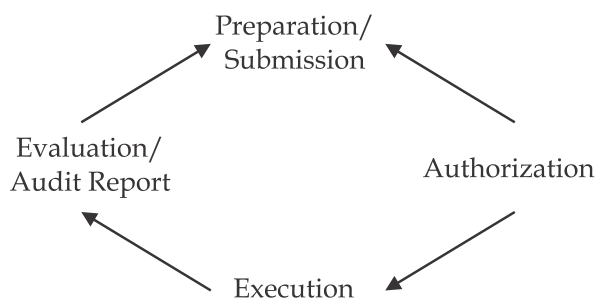 Preparation/
Submission
Evaluation/
Audit Report
Authorization
Execution